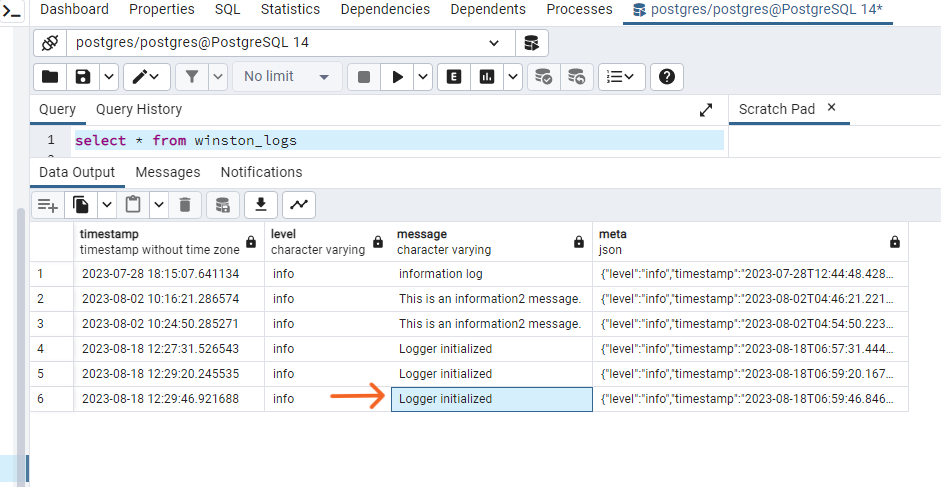 Dashboard Properties SQL Statistics Dependencies Dependents Processes postgres/postgres@PostgreSQL 14*
postgres/postgres@PostgreSQL 14
No limit
Query Query History Scratch Pad
1 select * from winston_logs
Data Output Messages Notifications
timestamp level message meta
timestamp without time zone character varying character varying json
1 2023-07-28 18:15:07.641134 info information log {"level":"info","timestamp":"2023-07-28T12:44:48.428...
2 2023-08-02 10:16:21.286574 info This is an information2 message. {"level":"info","timestamp":"2023-08-02T04:46:21.221...
3 2023-08-02 10:24:50.285271 info This is an information2 message. {"level":"info","timestamp":"2023-08-02T04:54:50.223...
4 2023-08-18 12:27:31.526543 info Logger initialized {"level":"info","timestamp":"2023-08-18T06:57:31.444...
5 2023-08-18 12:29:20.245535 info Logger initialized {"level":"info","timestamp":"2023-08-18T06:59:20.167...
6 2023-08-18 12:29:46.921688 info Logger initialized {"level":"info","timestamp":"2023-08-18T06:59:46.846...